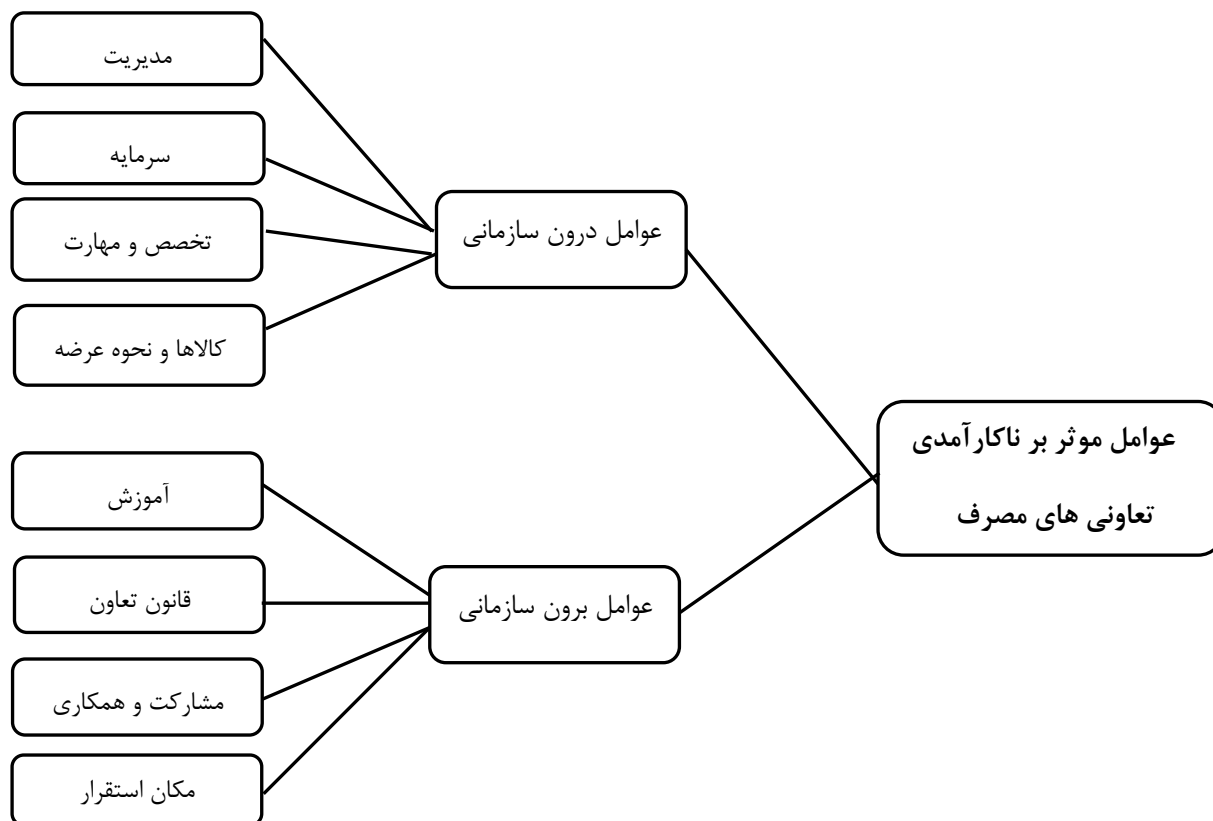 مدیریت
سرمایه
تخصص و مهارت
کالاها و نحوه عرضه
عوامل درون سازمانی
عوامل موثر بر ناکارآمدی
تعاونی های مصرف
آموزش
قانون تعاون
مشارکت و همکاری
مکان استقرار
عوامل برون سازمانی